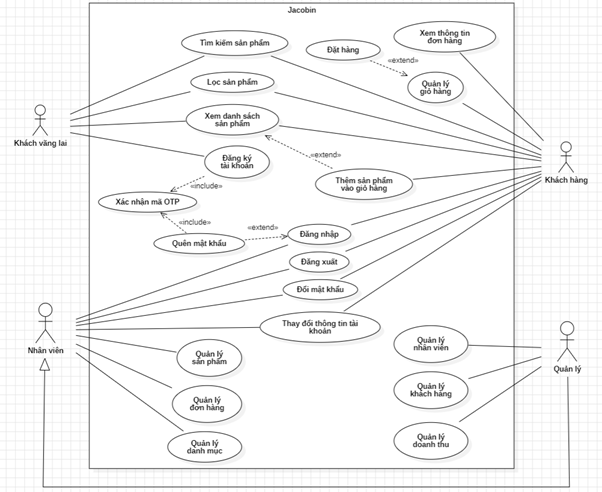 Jacobin
Tìm kiếm sản phẩm
Đặt hàng
Xem thông tin
đơn hàng
«extend»
Lọc sản phẩm
Quản lý
giỏ hàng
Xem danh sách
sản phẩm
Khách vãng lai
Đăng ký
tài khoản
«extend»
Khách hàng
Thêm sản phẩm
vào giỏ hàng
«include»
Xác nhận mã OTP
«include»
«extend»
Đăng nhập
Quên mật khẩu
Đăng xuất
Đổi mật khẩu
Thay đổi thông tin tài
khoản
Nhân viên
Quản lý
sản phẩm
Quản lý
nhân viên
Quản lý
Quản lý
khách hàng
Quản lý
đơn hàng
Quản lý
danh mục
Quản lý
doanh thu